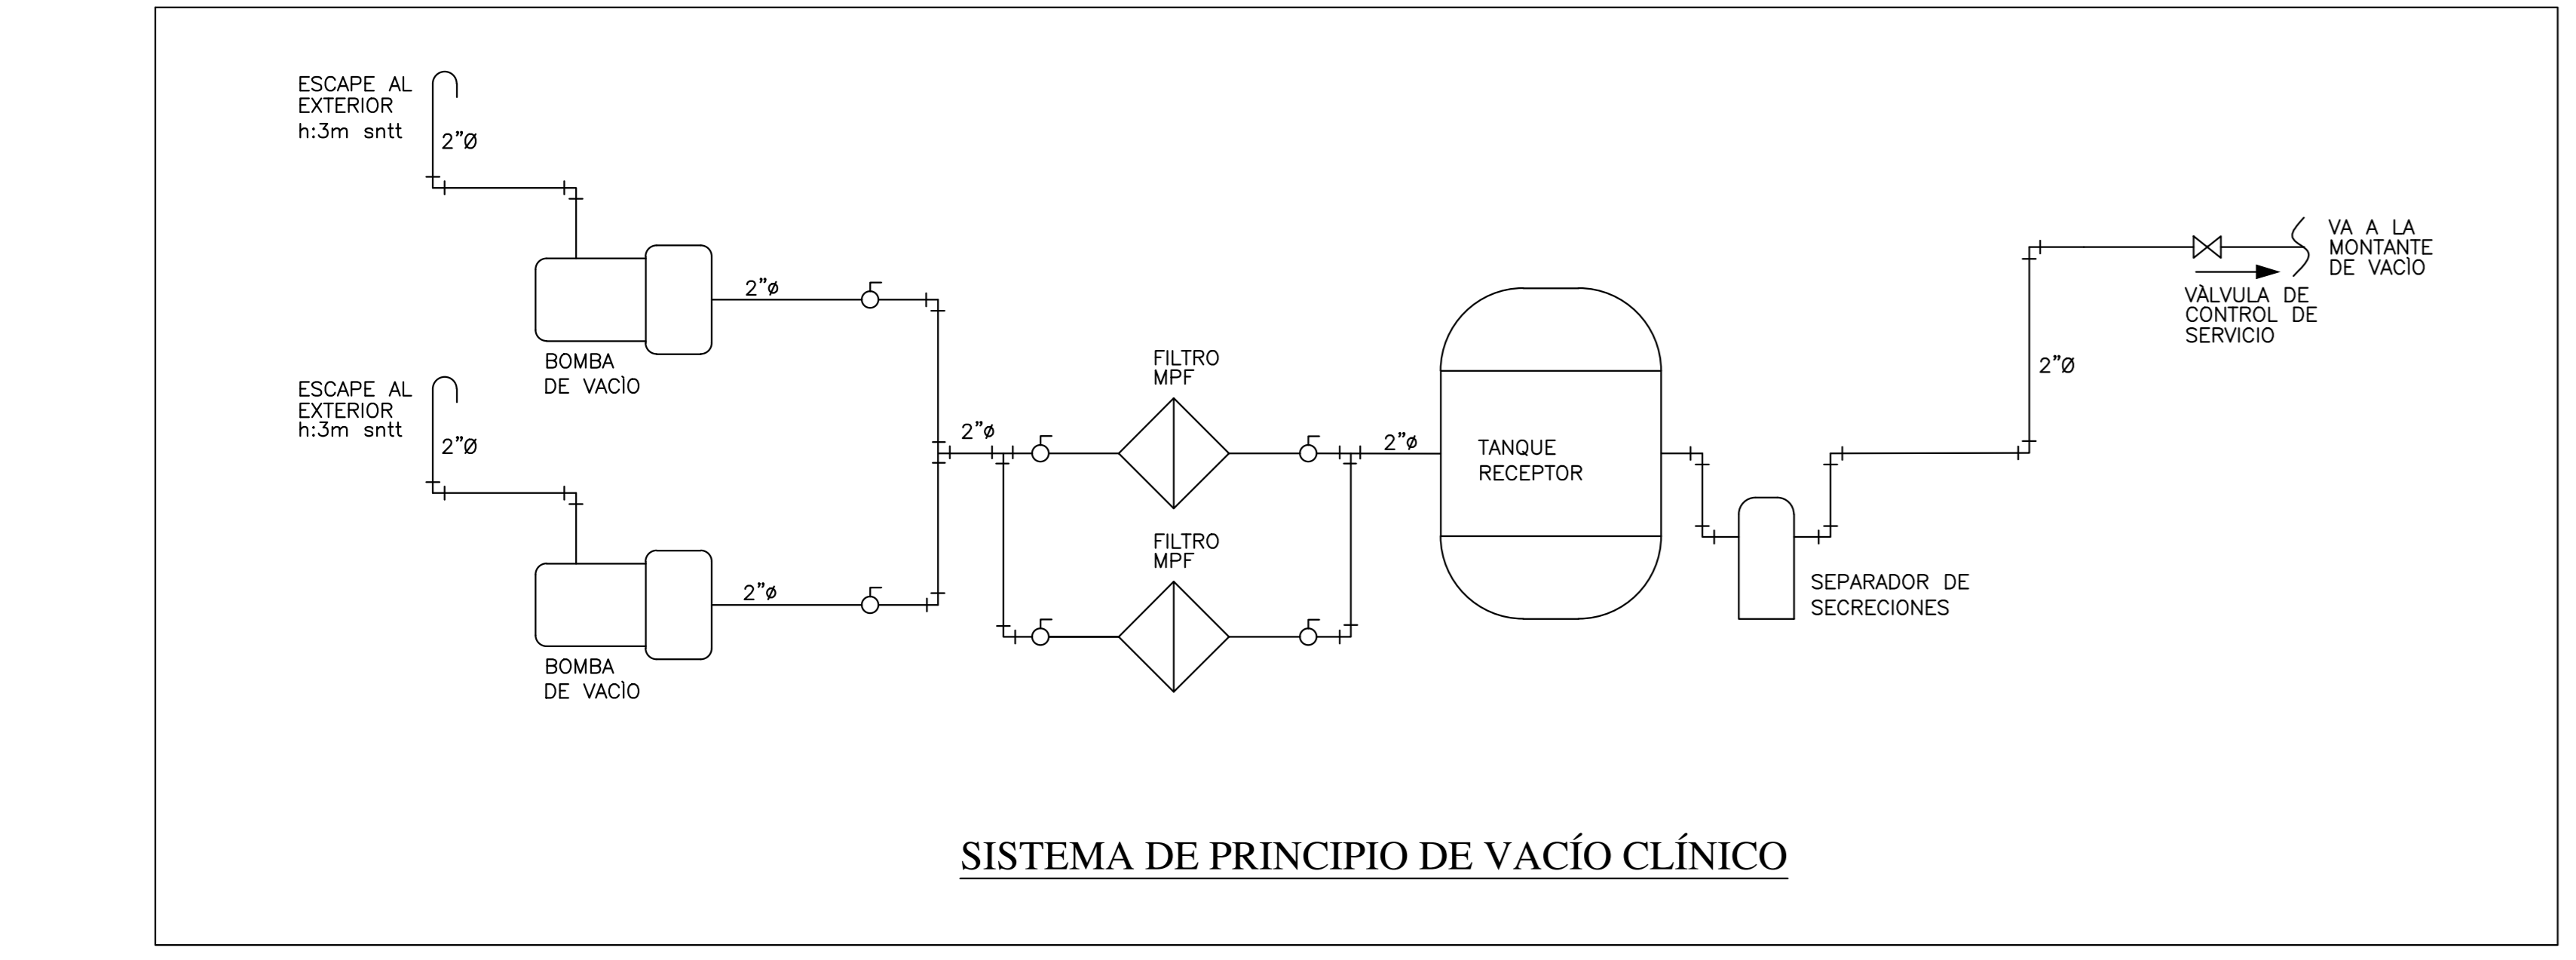 ESCAPE AL
EXTERIOR
h:3m sntt
2"Ø
BOMBA
DE VACÌO
2"ø
ESCAPE AL
EXTERIOR
h:3m sntt
2"Ø
BOMBA
DE VACÌO
2"ø
2"ø
FILTRO
MPF
FILTRO
MPF
2"ø
TANQUE
RECEPTOR
SEPARADOR DE
SECRECIONES
2"Ø
VA A LA
MONTANTE
DE VACÌO
VÀLVULA DE
CONTROL DE
SERVICIO
SISTEMA DE PRINCIPIO DE VACÍO CLÍNICO